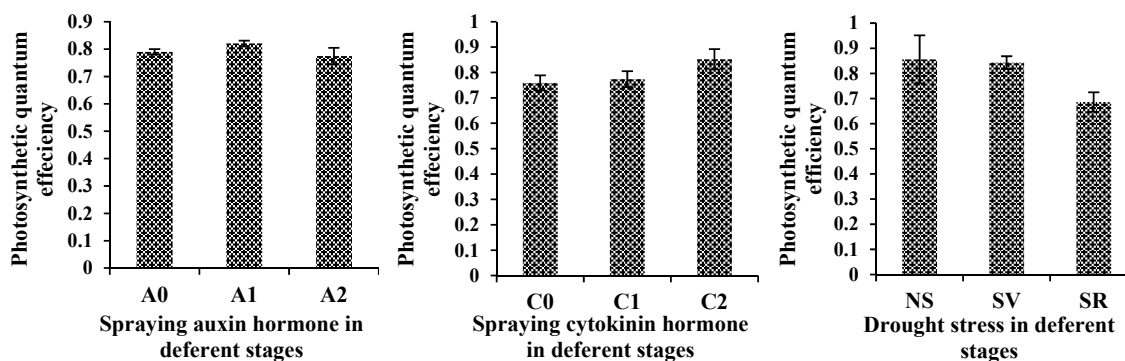 Photosynthetic quantum
effeciency
0.9
0.8
0.7
0.6
0.5
0.4
0.3
0.2
0.1
0
A0 A1 A2
Spraying auxin hormone in
deferent stages
Photosynthetic quantum
effeciency
1
0.9
0.8
0.7
0.6
0.5
0.4
0.3
0.2
0.1
0
C0 C1 C2
Spraying cytokinin hormone
in deferent stages
Photosynthetic quantum
efficiency
1
0.9
0.8
0.7
0.6
0.5
0.4
0.3
0.2
0.1
0
NS SV SR
Drought stress in deferent
stages